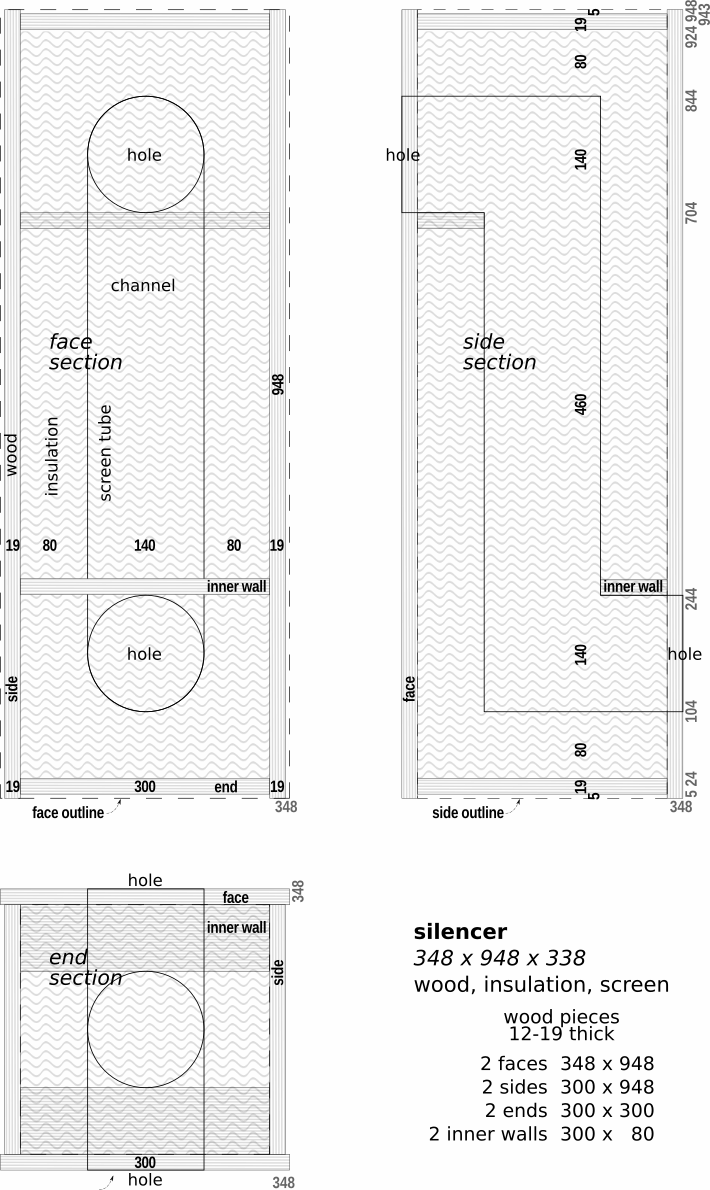 hole
channel
face
section
wood
insulation
screen tube
948
19 80 140 80 19
inner wall
hole
side
19 300 end 19
348
face outline
5
19
948
943
924
80
844
hole
140
704
side
section
460
inner wall
244
140
hole
face
104
80
19
5
24
5
348
side outline
hole
face
348
inner wall
end
section
side
300
hole
348
silencer
348 x 948 x 338
wood, insulation, screen
wood pieces
12-19 thick
2 faces 348 x 948
2 sides 300 x 948
2 ends 300 x 300
2 inner walls 300 x 80